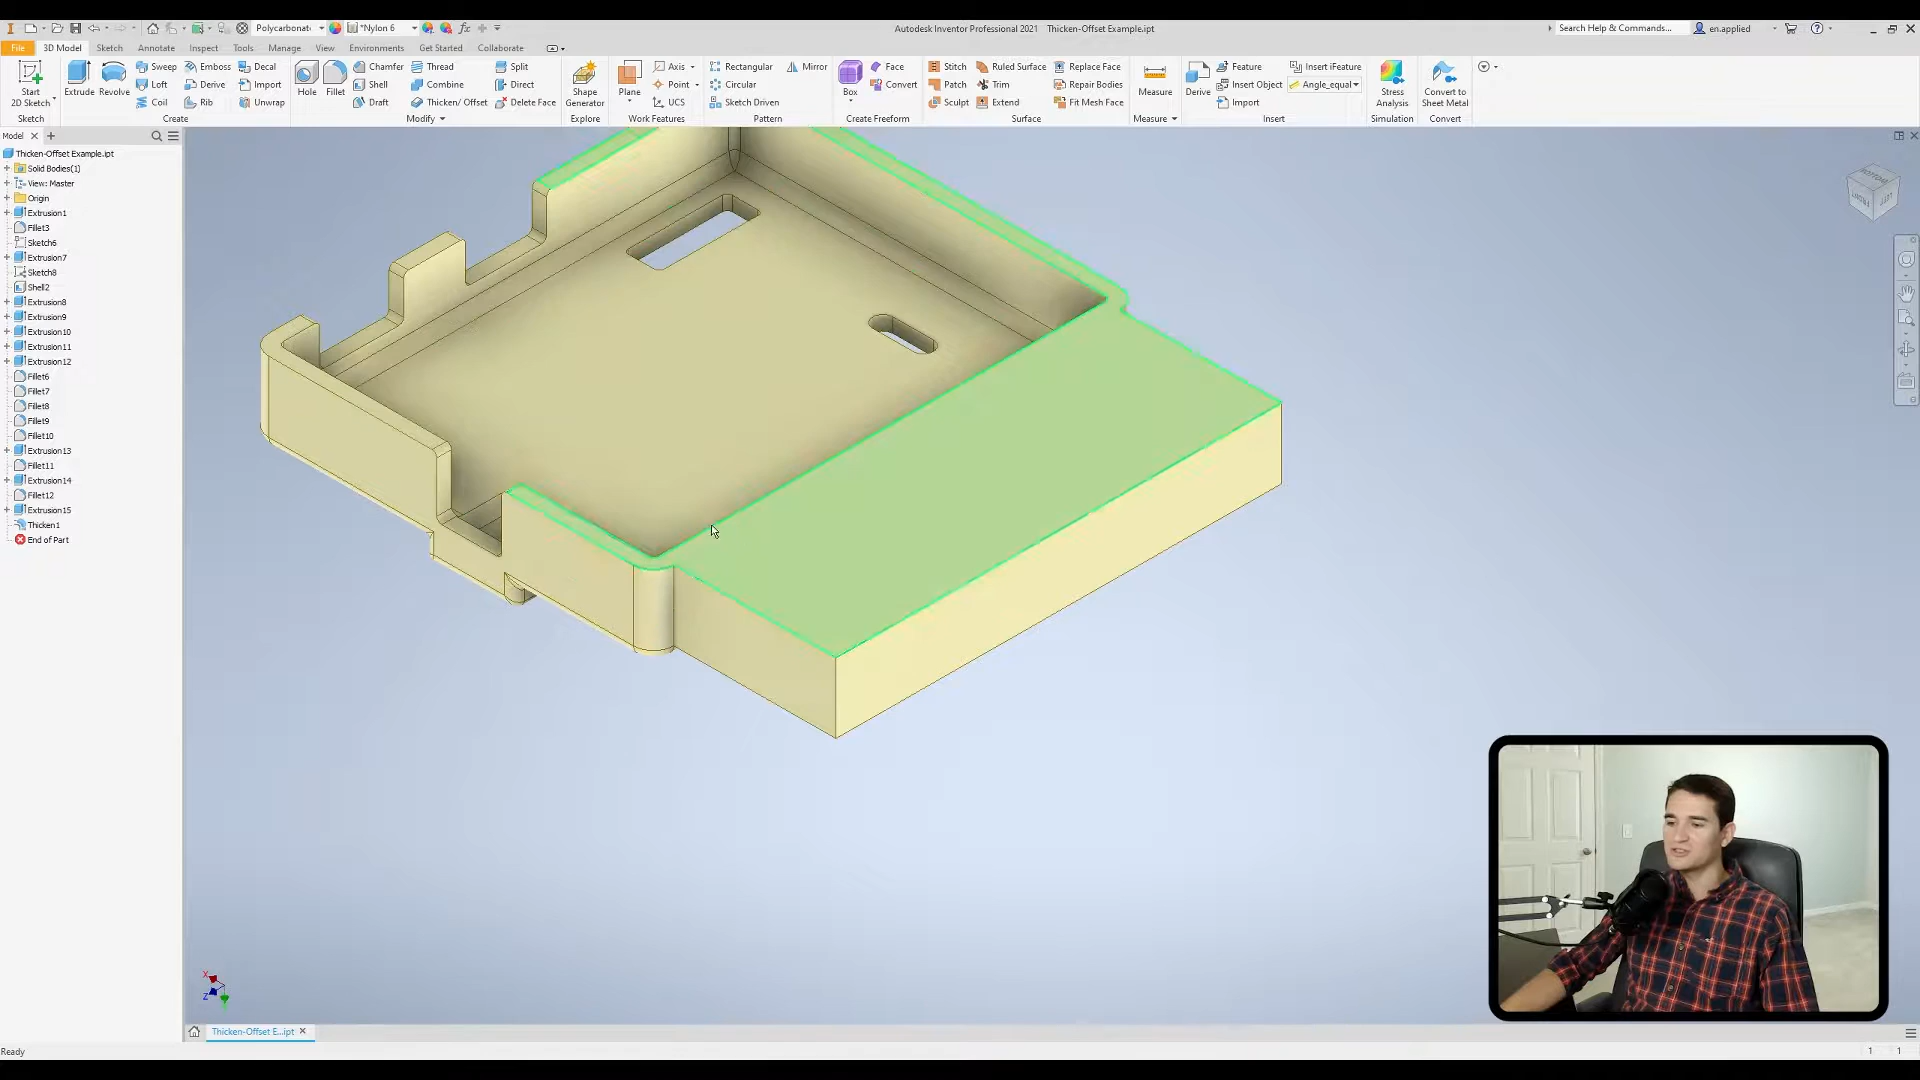 Polycarbonat
*Nylon 6
Autodesk Inventor Professional 2021 Thicken-Offset Example.ipt
Search Help & Commands...
en.applied
File 3D Model Sketch Annotate Inspect Tools Manage View Environments Get Started Collaborate
Start 2D Sketch
Extrude
Revolve
Sweep
Loft
Coil
Emboss
Derive
Rib
Decal
Import
Unwrap
Hole
Fillet
Chamfer
Shell
Draft
Thread
Combine
Thicken/ Offset
Split
Direct
Delete Face
Shape Generator
Plane
Axis
Point
UCS
Rectangular
Circular
Sketch Driven
Mirror
Box
Face
Convert
Stitch
Patch
Sculpt
Ruled Surface
Trim
Extend
Replace Face
Repair Bodies
Fit Mesh Face
Measure
Derive
Feature
Insert Object
Import
Insert iFeature
Angle_equal
Stress Analysis
Convert to Sheet Metal
Sketch Create Modify Explore Work Features Pattern Create Freeform Surface Measure Insert Simulation Convert
Model
Thicken-Offset Example.ipt
Solid Bodies(1)
View: Master
Origin
Extrusion1
Fillet3
Sketch6
Extrusion7
Sketch8
Shell2
Extrusion8
Extrusion9
Extrusion10
Extrusion11
Extrusion12
Fillet6
Fillet7
Fillet8
Fillet9
Fillet10
Extrusion13
Fillet11
Extrusion14
Fillet12
Extrusion15
Thicken1
End of Part
BOTTOM
FRONT
LEFT
X
Z
Thicken-Offset E...ipt
Ready
1 1